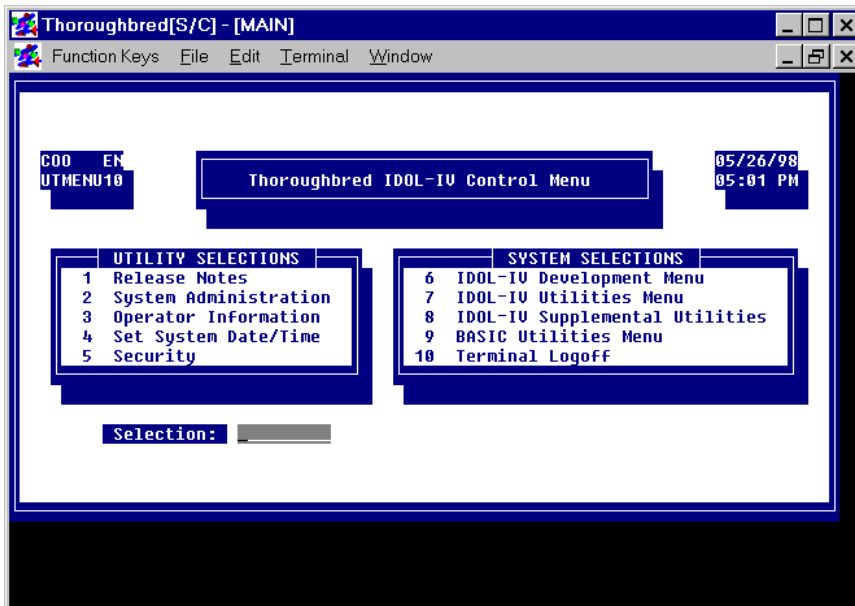 Thoroughbred[S/C] - [MAIN]
Function Keys File Edit Terminal Window
COO EN
UTMENU10
Thoroughbred IDOL-IV Control Menu
05/26/98
05:01 PM
UTILITY SELECTIONS
1 Release Notes
2 System Administration
3 Operator Information
4 Set System Date/Time
5 Security
SYSTEM SELECTIONS
6 IDOL-IV Development Menu
7 IDOL-IV Utilities Menu
8 IDOL-IV Supplemental Utilities
9 BASIC Utilities Menu
10 Terminal Logoff
Selection: